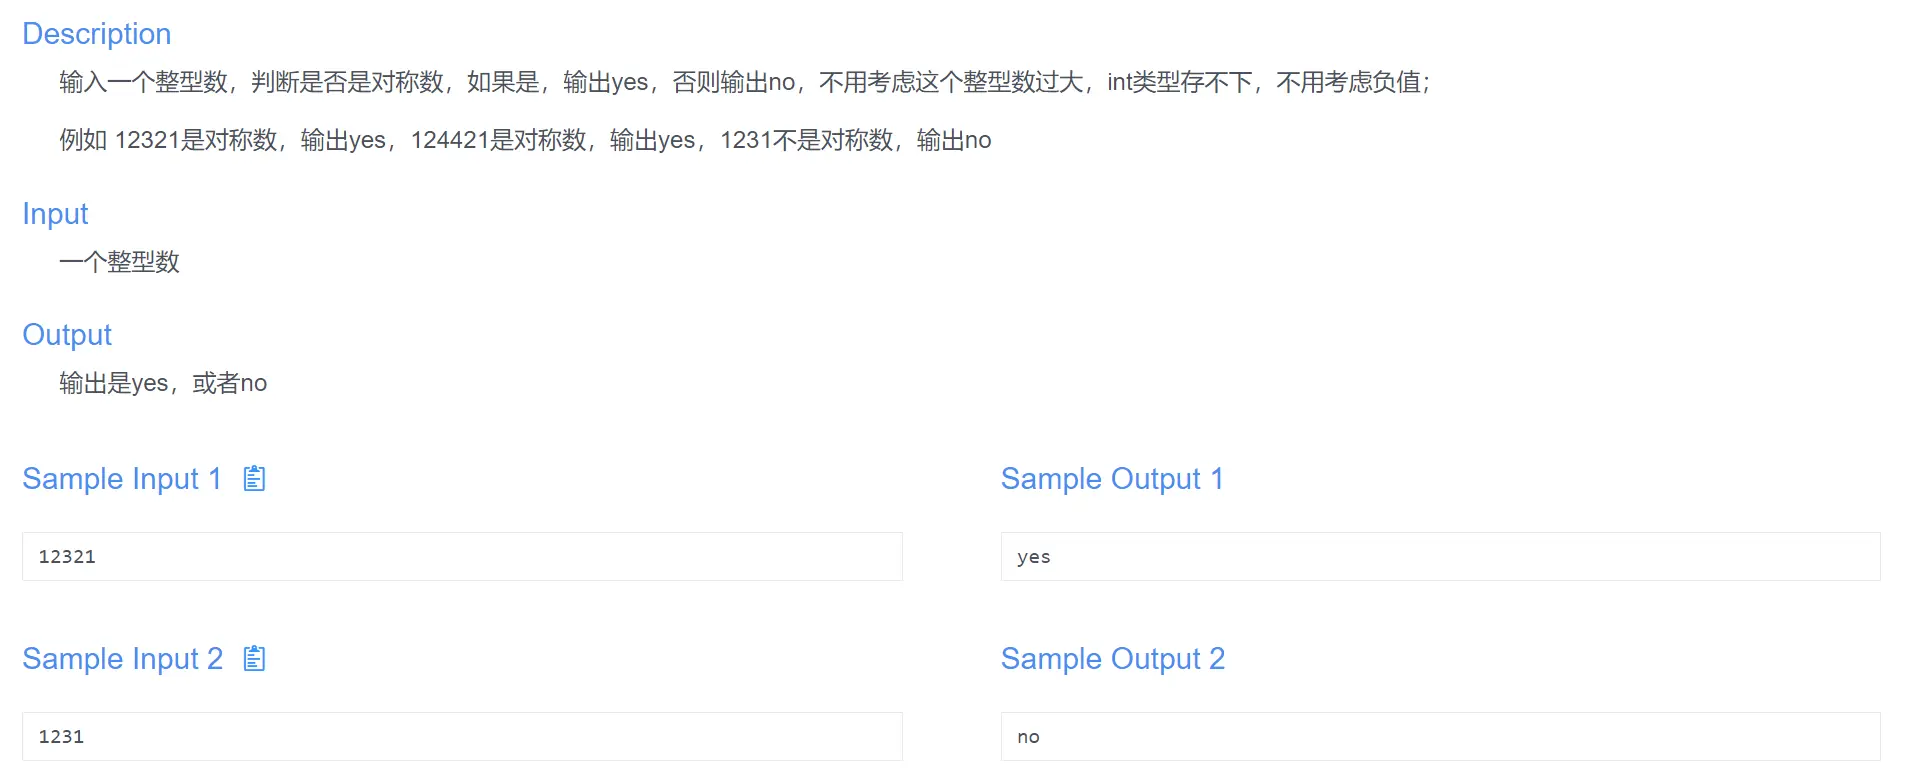 Description
输入一个整型数，判断是否是对称数，如果是，输出yes，否则输出no，不用考虑这个整型数过大，int类型存不下，不用考虑负值；
例如 12321是对称数，输出yes，124421是对称数，输出yes，1231不是对称数，输出no
Input
一个整型数
Output
输出是yes，或者no
Sample Input 1
Sample Output 1
12321
yes
Sample Input 2
Sample Output 2
1231
no